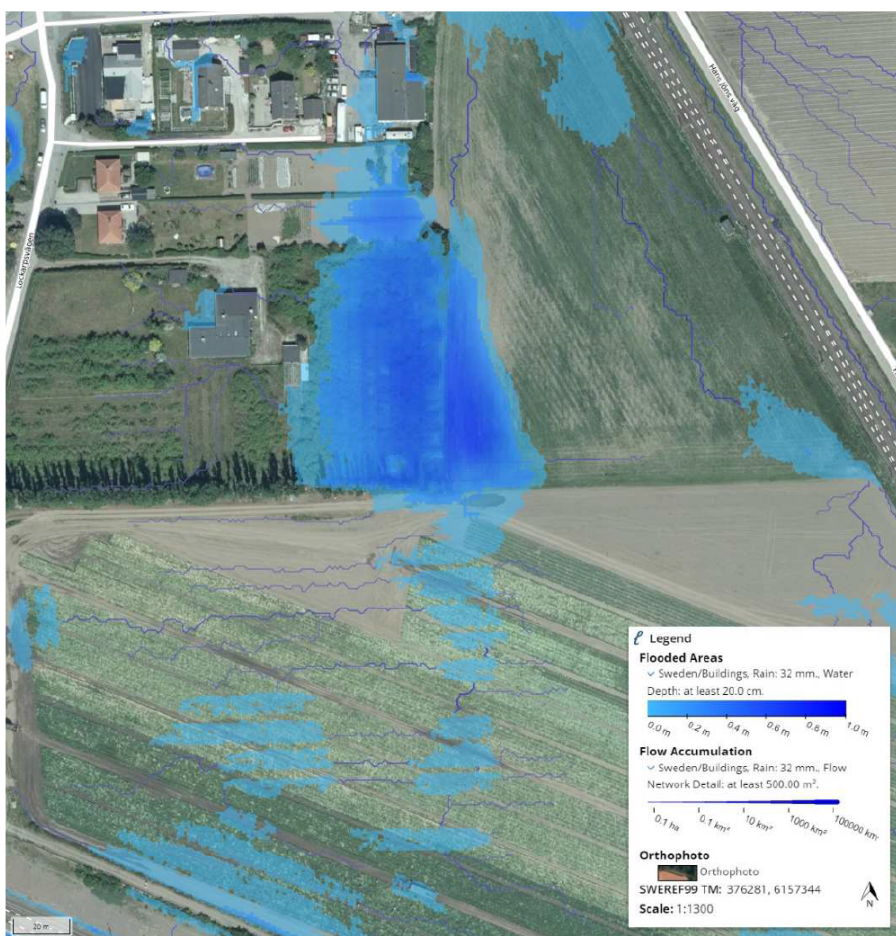 Hans Jöns väg
Lockarpsvägen
Legend
Flooded Areas
Sweden/Buildings, Rain: 32 mm., Water
Depth: at least 20.0 cm.
0.0 m 0.2 m 0.4 m 0.6 m 0.8 m 1.0 m
Flow Accumulation
Sweden/Buildings, Rain: 32 mm., Flow
Network Detail: at least 500.00 m².
0.1 ha 0.1 km² 10 km² 1000 km² 100000 km
Orthophoto
Orthophoto
SWEREF99 TM: 376281, 6157344
Scale: 1:1300
N
20 m